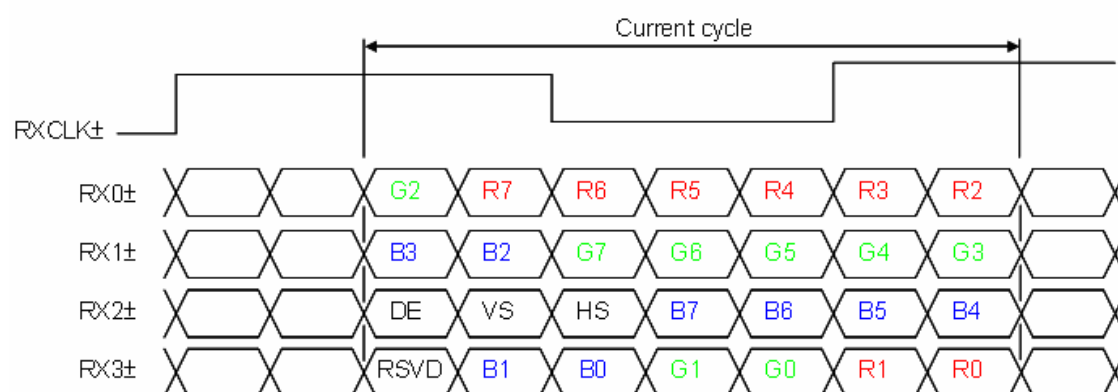 Current cycle
RXCLK±
RX0± G2 R7 R6 R5 R4 R3 R2
RX1± B3 B2 G7 G6 G5 G4 G3
RX2± DE VS HS B7 B6 B5 B4
RX3± RSVD B1 B0 G1 G0 R1 R0